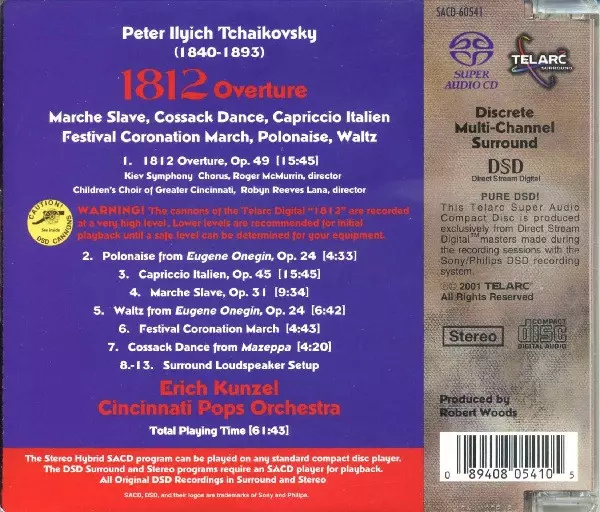 Peter Ilyich Tchaikovsky
(1840-1893)
1812 Overture
Marche Slave, Cossack Dance, Capriccio Italien
Festival Coronation March, Polonaise, Waltz
1. 1812 Overture, Op. 49 [15:45]
Kiev Symphony Chorus, Roger McMurrin, director
Children's Choir of Greater Cincinnati, Robyn Reeves Lana, director
CAUTION!
See Inside
DSD CANNONS
WARNING! The cannons of the Telarc Digital "1812" are recorded
at a very high level. Lower levels are recommended for initial
playback until a safe level can be determined for your equipment.
2. Polonaise from Eugene Onegin, Op. 24 [4:33]
3. Capriccio Italien, Op. 45 [15:45]
4. Marche Slave, Op. 31 [9:34]
5. Waltz from Eugene Onegin, Op. 24 [6:42]
6. Festival Coronation March [4:43]
7. Cossack Dance from Mazeppa [4:20]
8.-13. Surround Loudspeaker Setup
Erich Kunzel
Cincinnati Pops Orchestra
Total Playing Time [61:43]
The Stereo Hybrid SACD program can be played on any standard compact disc player.
The DSD Surround and Stereo programs require an SACD player for playback.
All Original DSD Recordings in Surround and Stereo
SACD, DSD, and their logos are trademarks of Sony and Philips.
SACD-60541
SUPER AUDIO CD
TELARC
SURROUND
Discrete
Multi-Channel
Surround
DSD
Direct Stream Digital
PURE DSD!
This Telarc Super Audio
Compact Disc is produced
exclusively from Direct Stream
Digital™ masters made during
the recording sessions with the
Sony/Philips DSD recording
system.
℗© 2001 TELARC
All Rights Reserved
Stereo
COMPACT
disc
DIGITAL AUDIO
Produced by
Robert Woods
0 89408 05410 5